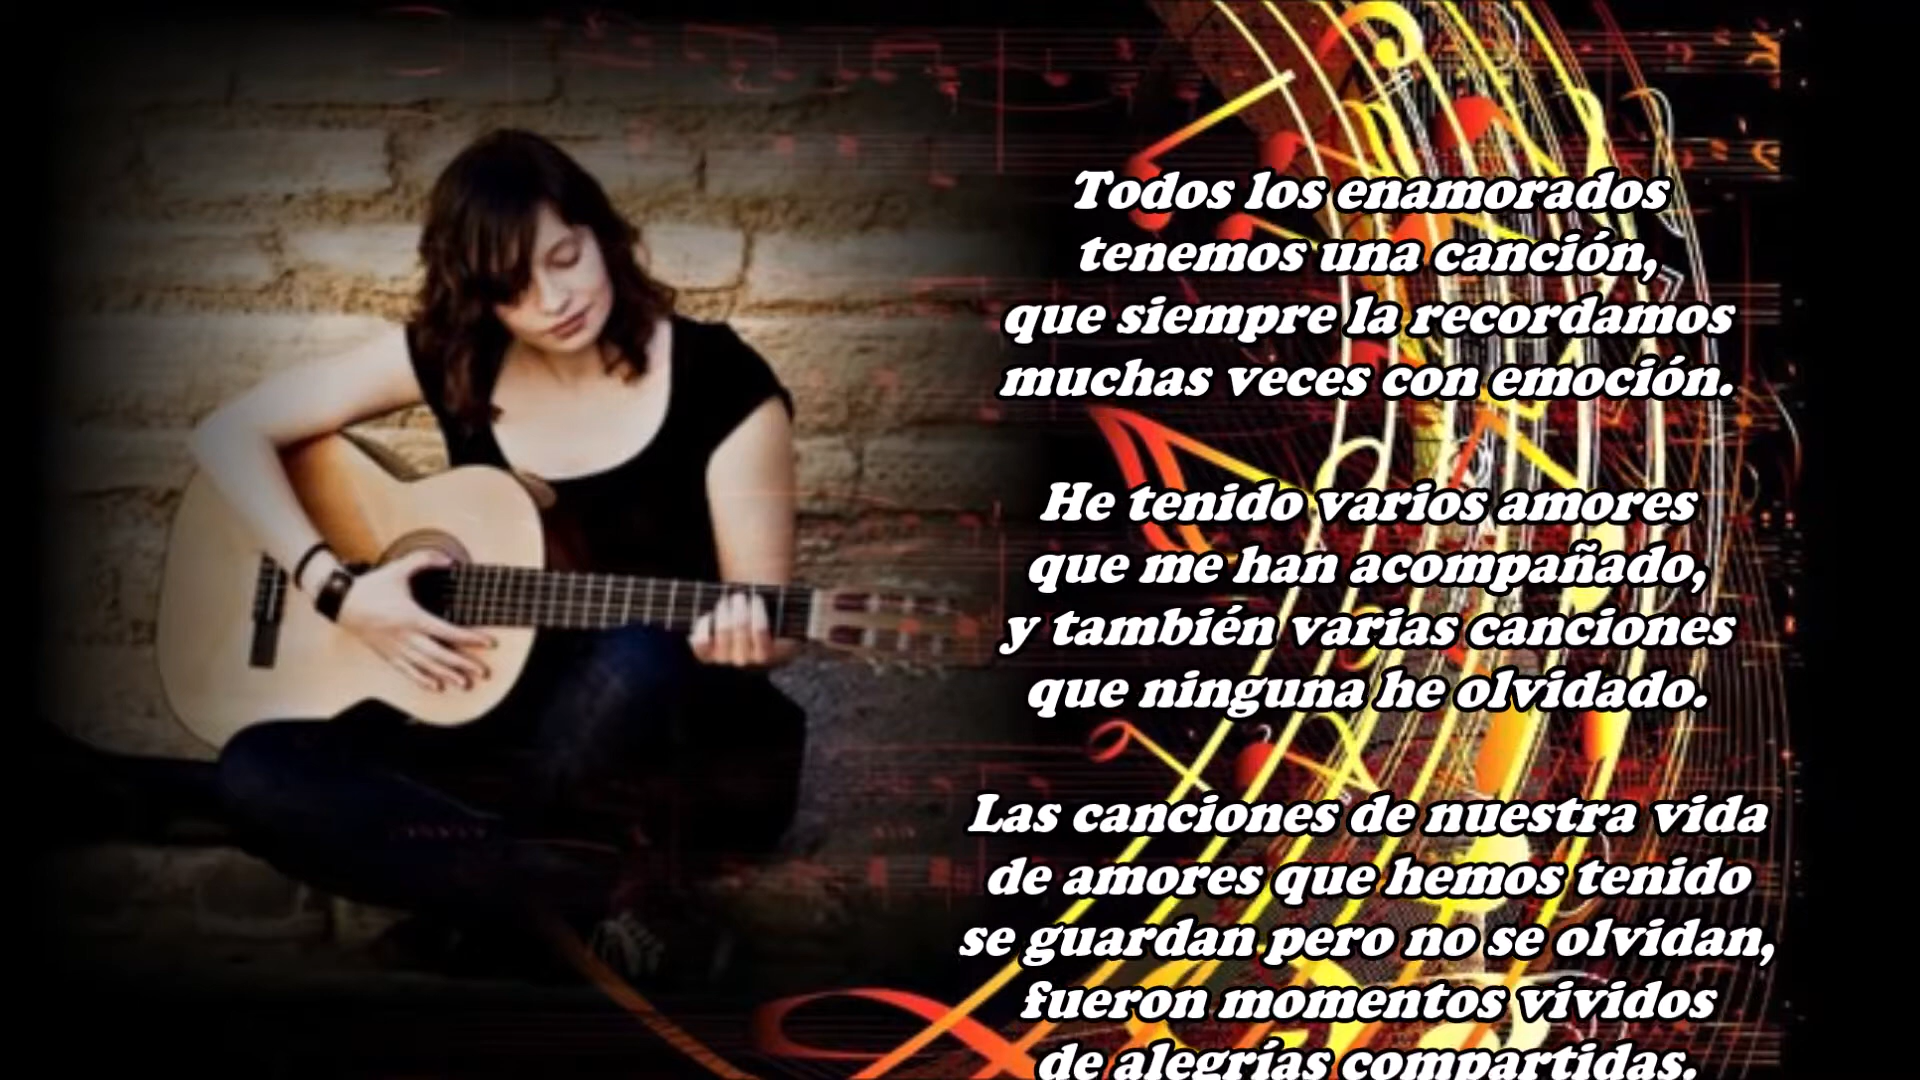 Todos los enamorados
tenemos una canción,
que siempre la recordamos
muchas veces con emoción.
He tenido varios amores
que me han acompañado,
y también varias canciones
que ninguna he olvidado.
Las canciones de nuestra vida
de amores que hemos tenido
se guardan pero no se olvidan,
fueron momentos vividos
de alegrías compartidas.